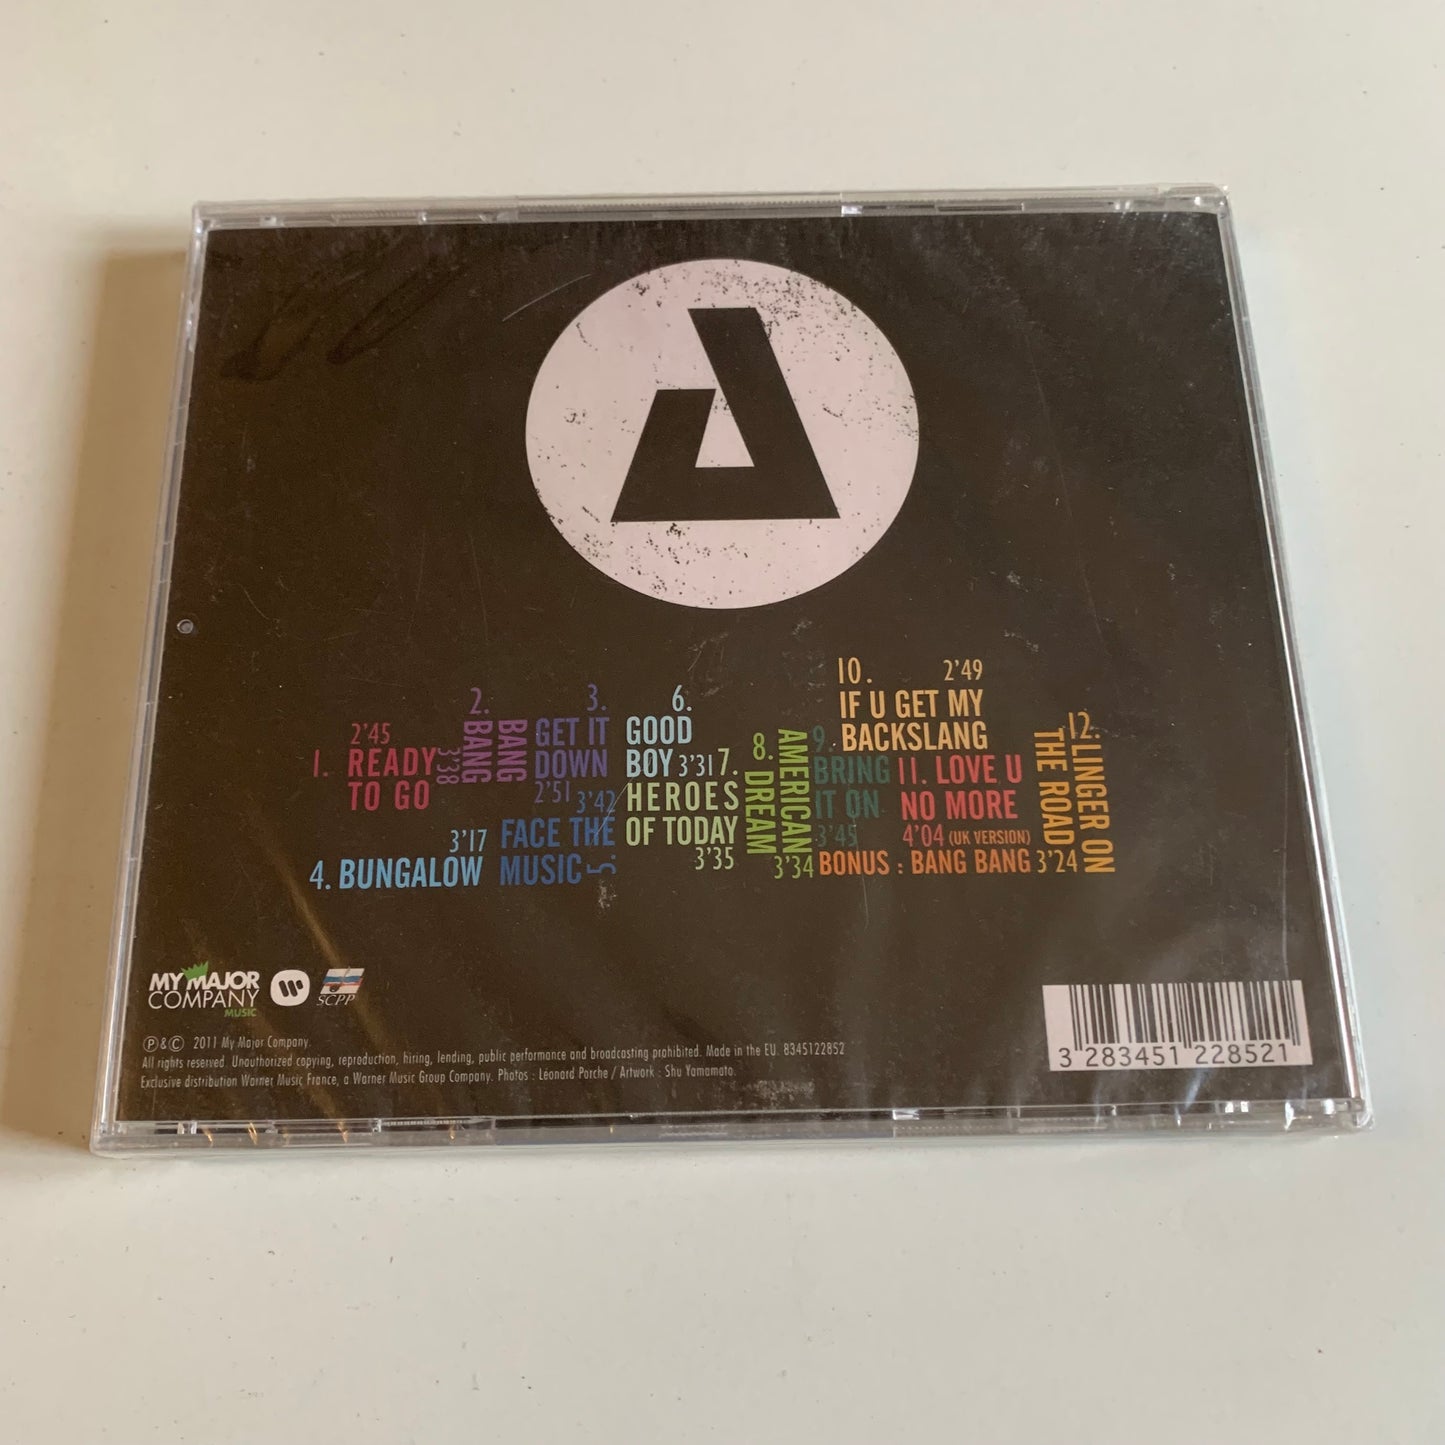 1. 2'45
READY
TO GO
2. BANG
BANG
3'38
3.
GET IT
DOWN
2'51
3'17
4. BUNGALOW
3'42
FACE THE
MUSIC 5.
6.
GOOD
BOY 3'31
7.
HEROES
OF TODAY
3'35
8. AMERICAN
DREAM
3'34
9.
BRING
IT ON
3'45
10. 2'49
IF U GET MY
BACKSLANG
11. LOVE U
NO MORE
4'04 (UK VERSION)
BONUS : BANG BANG
12. LINGER ON
THE ROAD
3'24
MY MAJOR
COMPANY
MUSIC
SCPP
℗&© 2011 My Major Company.
All rights reserved. Unauthorized copying, reproduction, hiring, lending, public performance and broadcasting prohibited. Made in the EU. 8345122852
Exclusive distribution Warner Music France, a Warner Music Group Company. Photos : Léonard Porche / Artwork : Shu Yamamoto.
3 283451 228521